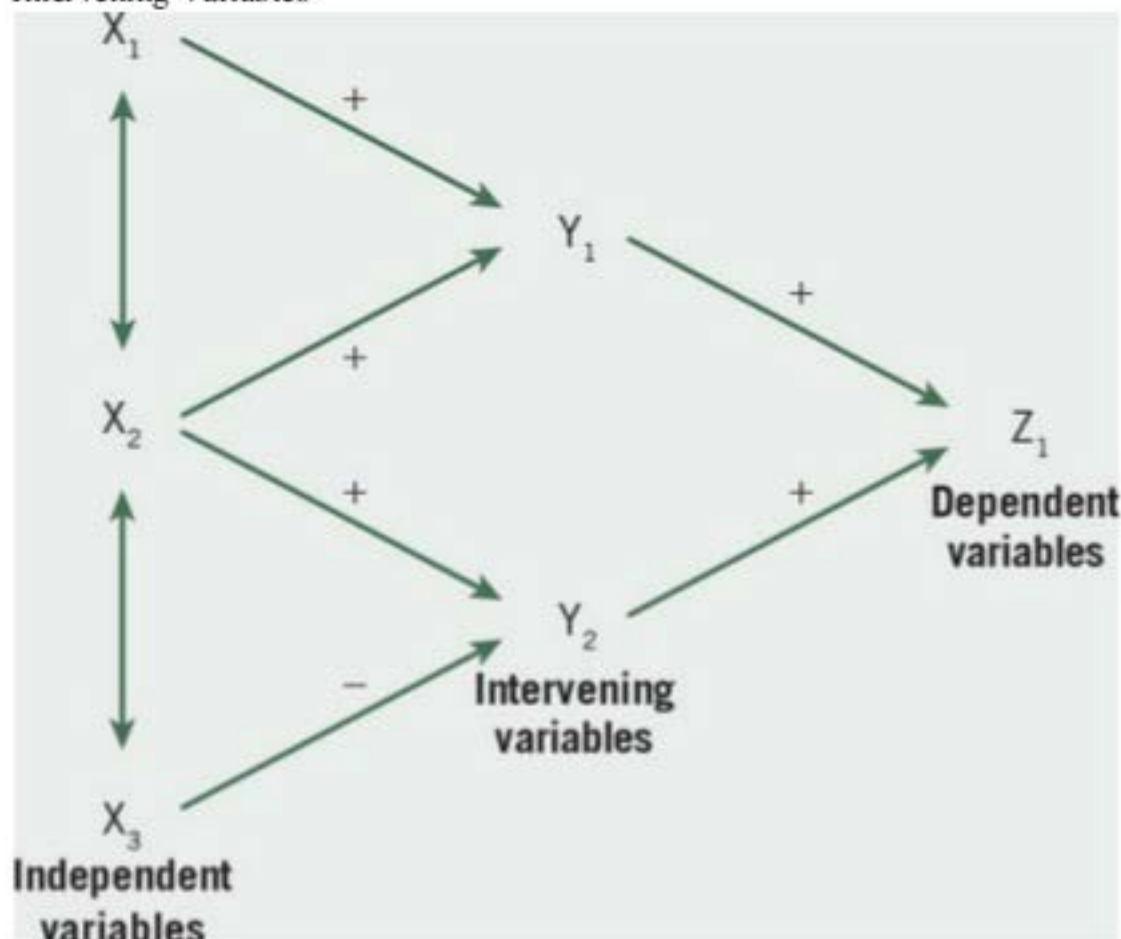 X₁
+
Y₁
+
+
X₂
Z₁
+
+
Dependent
variables
Y₂
−
Intervening
variables
X₃
Independent
variables